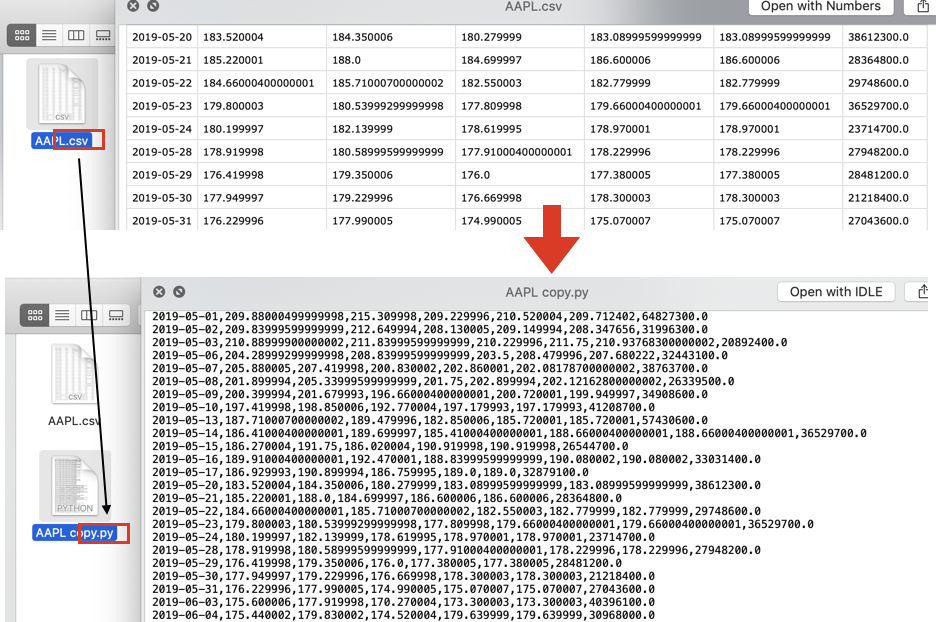 AAPL.csv
Open with Numbers
2019-05-20 183.520004 184.350006 180.279999 183.08999599999999 183.08999599999999 38612300.0
2019-05-21 185.220001 188.0 184.699997 186.600006 186.600006 28364800.0
2019-05-22 184.66000400000001 185.71000700000002 182.550003 182.779999 182.779999 29748600.0
2019-05-23 179.800003 180.53999299999998 177.809998 179.66000400000001 179.66000400000001 36529700.0
2019-05-24 180.199997 182.139999 178.619995 178.970001 178.970001 23714700.0
2019-05-28 178.919998 180.58999599999999 177.91000400000001 178.229996 178.229996 27948200.0
2019-05-29 176.419998 179.350006 176.0 177.380005 177.380005 28481200.0
2019-05-30 177.949997 179.229996 176.669998 178.300003 178.300003 21218400.0
2019-05-31 176.229996 177.990005 174.990005 175.070007 175.070007 27043600.0
CSV
AAPL.csv
AAPL copy.py
Open with IDLE
CSV
AAPL.csv
PYTHON
AAPL copy.py
2019-05-01,209.88000499999998,215.309998,209.229996,210.520004,209.712402,64827300.0
2019-05-02,209.83999599999999,212.649994,208.130005,209.149994,208.347656,31996300.0
2019-05-03,210.88999900000002,211.83999599999999,210.229996,211.75,210.93768300000002,20892400.0
2019-05-06,204.28999299999998,208.83999599999999,203.5,208.479996,207.680222,32443100.0
2019-05-07,205.880005,207.419998,200.830002,202.860001,202.08178700000002,38763700.0
2019-05-08,201.899994,205.33999599999999,201.75,202.899994,202.12162800000002,26339500.0
2019-05-09,200.399994,201.679993,196.66000400000001,200.720001,199.949997,34908600.0
2019-05-10,197.419998,198.850006,192.770004,197.179993,197.179993,41208700.0
2019-05-13,187.71000700000002,189.479996,182.850006,185.720001,185.720001,57430600.0
2019-05-14,186.41000400000001,189.699997,185.41000400000001,188.66000400000001,188.66000400000001,36529700.0
2019-05-15,186.270004,191.75,186.020004,190.919998,190.919998,26544700.0
2019-05-16,189.91000400000001,192.470001,188.83999599999999,190.080002,190.080002,33031400.0
2019-05-17,186.929993,190.899994,186.759995,189.0,189.0,32879100.0
2019-05-20,183.520004,184.350006,180.279999,183.08999599999999,183.08999599999999,38612300.0
2019-05-21,185.220001,188.0,184.699997,186.600006,186.600006,28364800.0
2019-05-22,184.66000400000001,185.71000700000002,182.550003,182.779999,182.779999,29748600.0
2019-05-23,179.800003,180.53999299999998,177.809998,179.66000400000001,179.66000400000001,36529700.0
2019-05-24,180.199997,182.139999,178.619995,178.970001,178.970001,23714700.0
2019-05-28,178.919998,180.58999599999999,177.91000400000001,178.229996,178.229996,27948200.0
2019-05-29,176.419998,179.350006,176.0,177.380005,177.380005,28481200.0
2019-05-30,177.949997,179.229996,176.669998,178.300003,178.300003,21218400.0
2019-05-31,176.229996,177.990005,174.990005,175.070007,175.070007,27043600.0
2019-06-03,175.600006,177.919998,170.270004,173.300003,173.300003,40396100.0
2019-06-04,175.440002,179.830002,174.520004,179.639999,179.639999,30968000.0